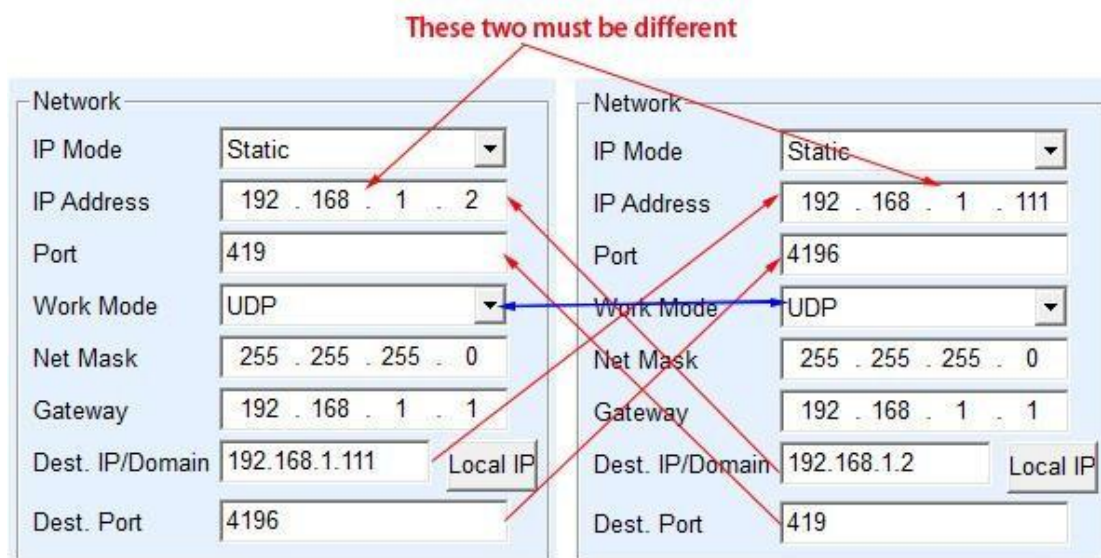 These two must be different
Network
IP Mode Static
IP Address 192 . 168 . 1 . 2
Port 419
Work Mode UDP
Net Mask 255 . 255 . 255 . 0
Gateway 192 . 168 . 1 . 1
Dest. IP/Domain 192.168.1.111 Local IP
Dest. Port 4196
Network
IP Mode Static
IP Address 192 . 168 . 1 . 111
Port 4196
Work Mode UDP
Net Mask 255 . 255 . 255 . 0
Gateway 192 . 168 . 1 . 1
Dest. IP/Domain 192.168.1.2 Local IP
Dest. Port 419